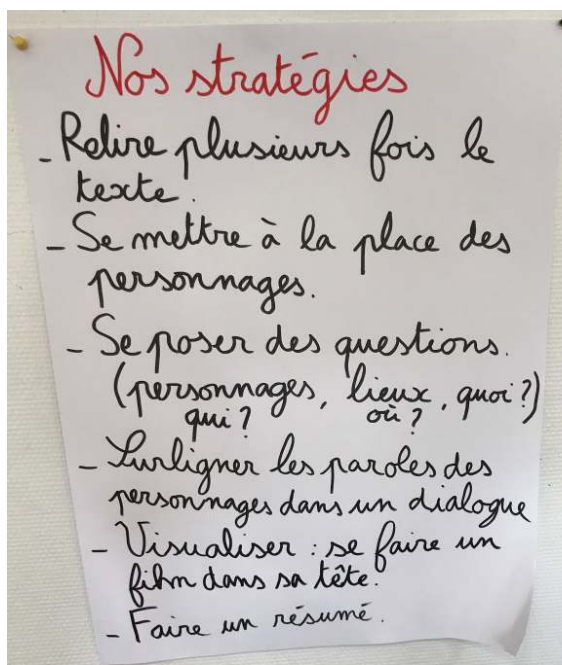 Nos stratégies
- Relire plusieurs fois le
texte.
- Se mettre à la place des
personnages.
- Se poser des questions.
(personnages, lieux, quoi?)
qui? où?
- Surligner les paroles des
personnages dans un dialogue
- Visualiser : se faire un
film dans sa tête.
- Faire un résumé.